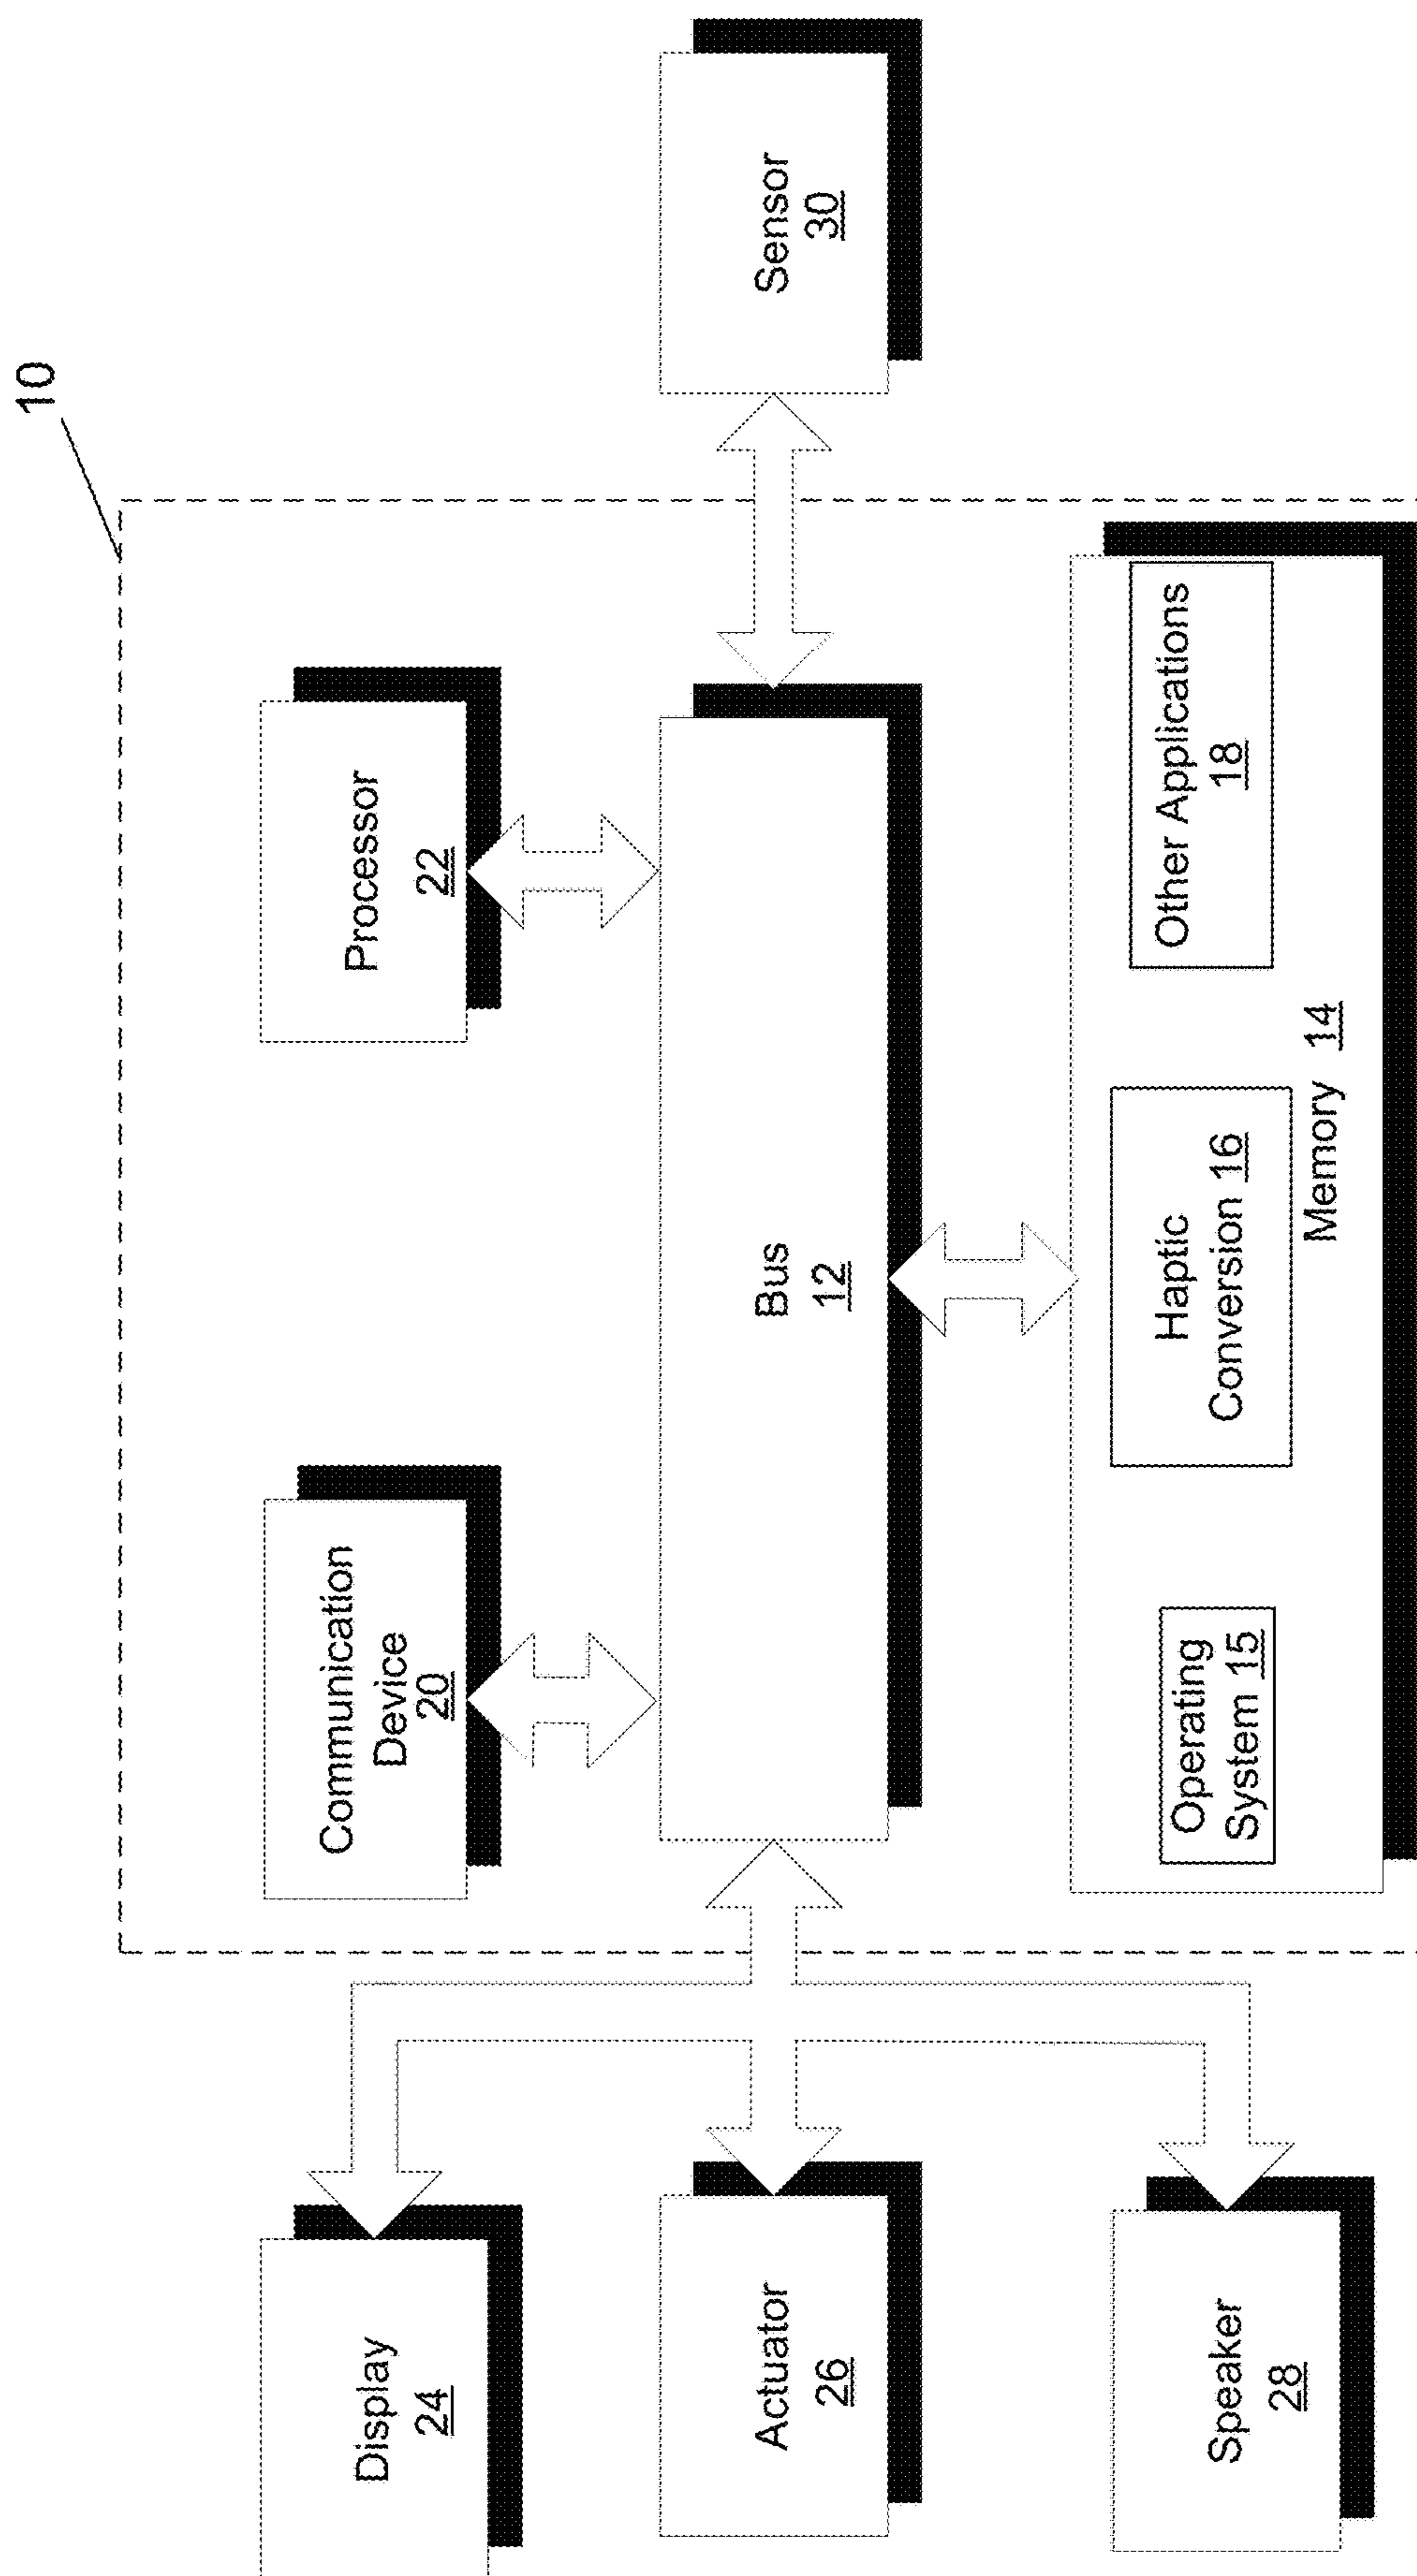 10
Communication
Device
20
Processor
22
Display
24
Actuator
26
Bus
12
Sensor
30
Speaker
28
Operating
System 15
Haptic
Conversion 16
Other Applications
18
Memory 14